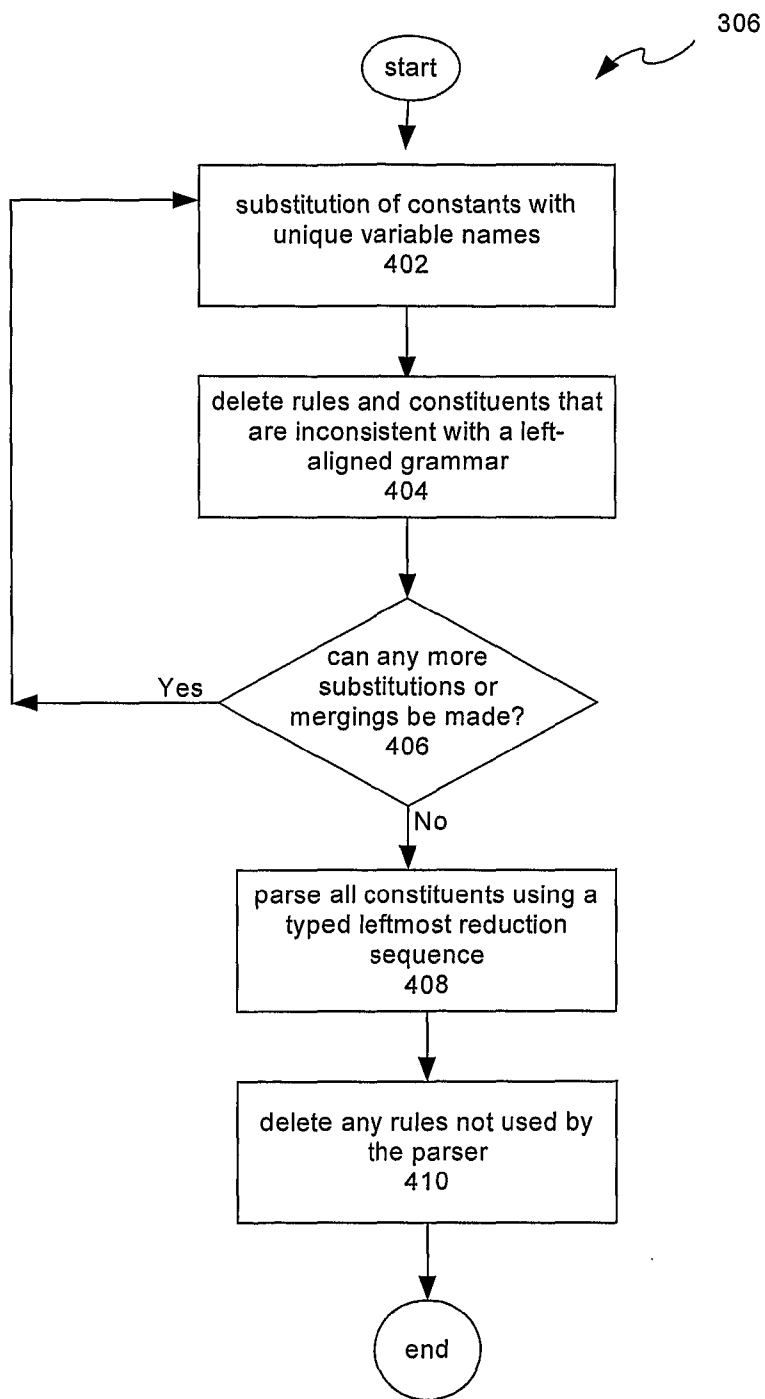 306
start
substitution of constants with
unique variable names
402
delete rules and constituents that
are inconsistent with a left-
aligned grammar
404
can any more
substitutions or
mergings be made?
406
Yes
No
parse all constituents using a
typed leftmost reduction
sequence
408
delete any rules not used by
the parser
410
end